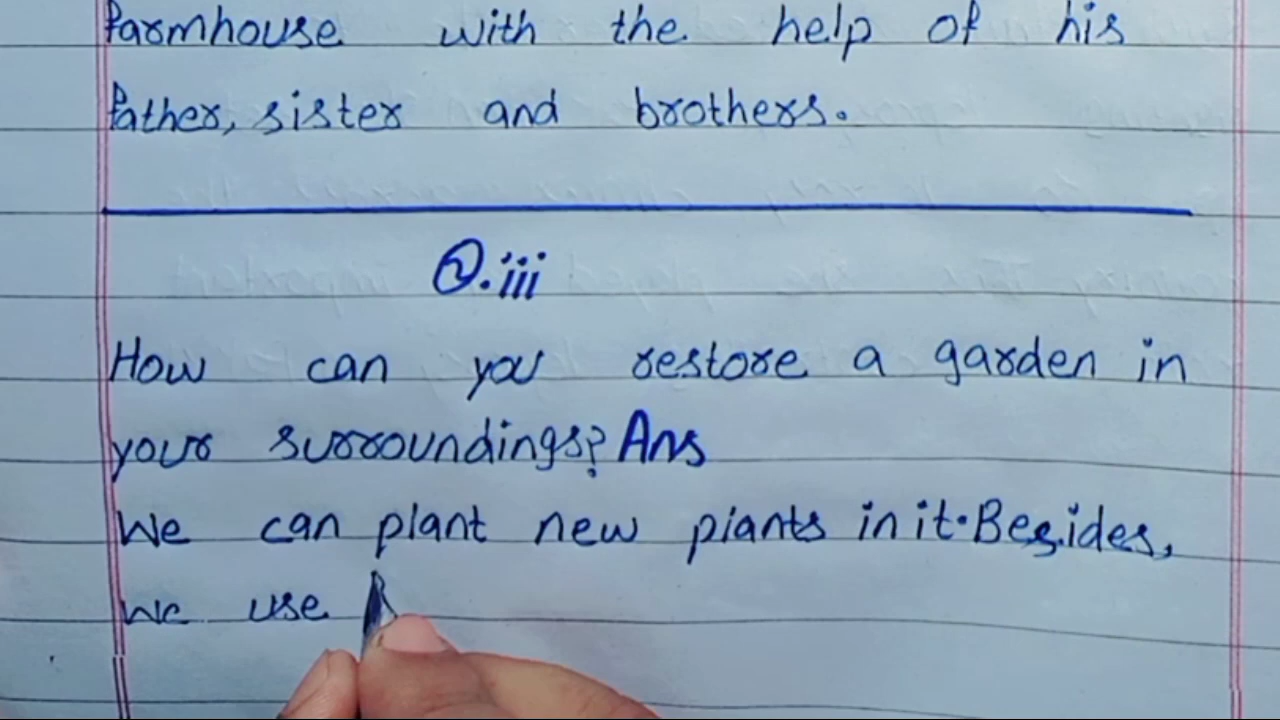 farmhouse with the help of his
father, sister and brothers.
Q.iii
How can you restore a garden in
your surroundings? Ans
We can plant new plants in it. Besides,
we use